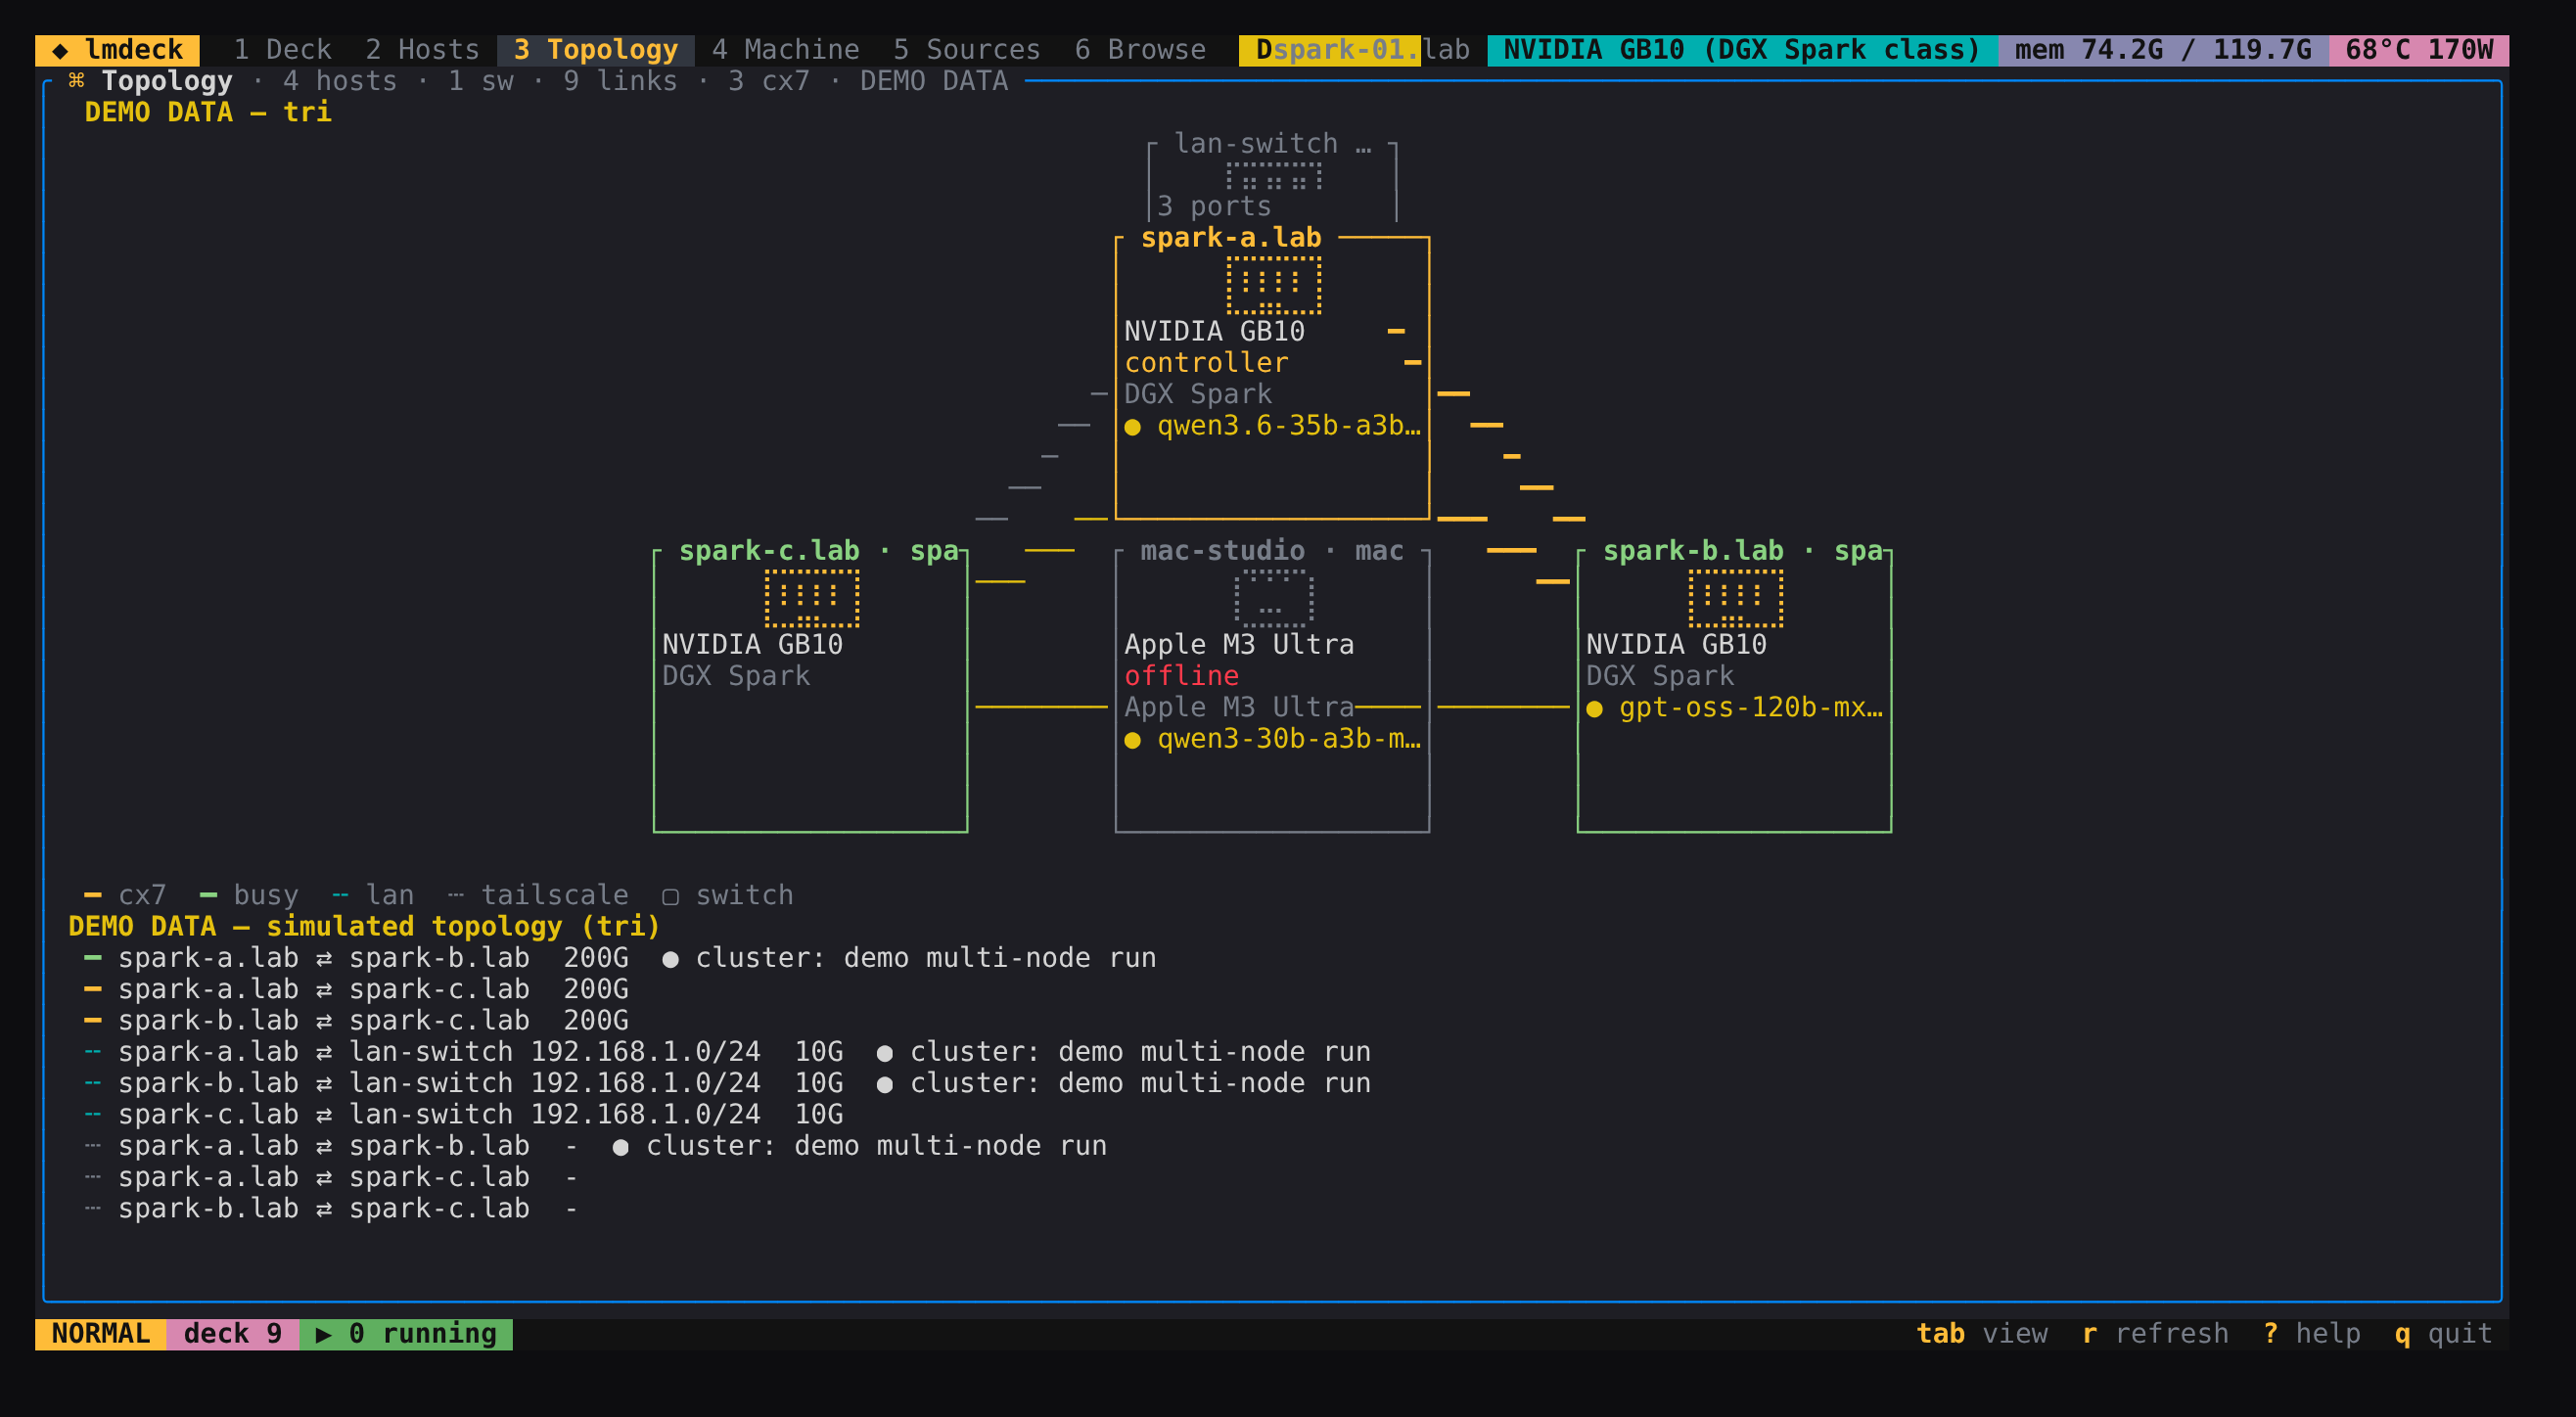 ◆ lmdeck 1 Deck 2 Hosts 3 Topology 4 Machine 5 Sources 6 Browse Dspark-01.lab NVIDIA GB10 (DGX Spark class) mem 74.2G / 119.7G 68°C 170W
⌘ Topology · 4 hosts · 1 sw · 9 links · 3 cx7 · DEMO DATA
DEMO DATA — tri
lan-switch …
3 ports
spark-a.lab
NVIDIA GB10
controller
DGX Spark
● qwen3.6-35b-a3b…
spark-c.lab · spa
NVIDIA GB10
DGX Spark
mac-studio · mac
Apple M3 Ultra
offline
Apple M3 Ultra
● qwen3-30b-a3b-m…
spark-b.lab · spa
NVIDIA GB10
DGX Spark
● gpt-oss-120b-mx…
━ cx7 ━ busy ╌ lan ┄ tailscale ▢ switch
DEMO DATA — simulated topology (tri)
━ spark-a.lab ⇄ spark-b.lab 200G ● cluster: demo multi-node run
━ spark-a.lab ⇄ spark-c.lab 200G
━ spark-b.lab ⇄ spark-c.lab 200G
╌ spark-a.lab ⇄ lan-switch 192.168.1.0/24 10G ● cluster: demo multi-node run
╌ spark-b.lab ⇄ lan-switch 192.168.1.0/24 10G ● cluster: demo multi-node run
╌ spark-c.lab ⇄ lan-switch 192.168.1.0/24 10G
┄ spark-a.lab ⇄ spark-b.lab - ● cluster: demo multi-node run
┄ spark-a.lab ⇄ spark-c.lab -
┄ spark-b.lab ⇄ spark-c.lab -
NORMAL deck 9 ▶ 0 running tab view r refresh ? help q quit